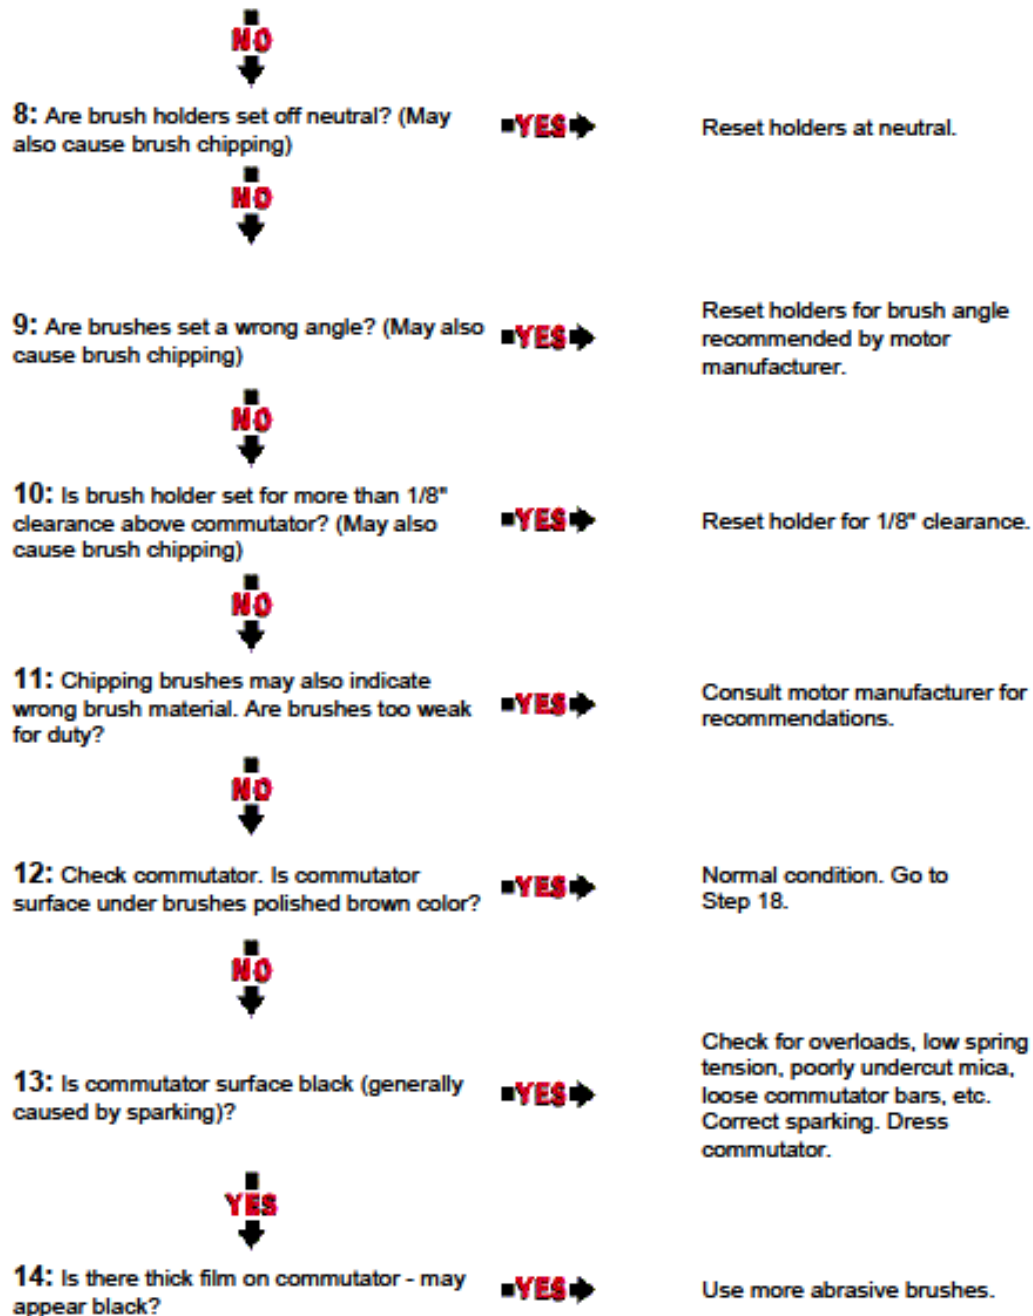 NO
8: Are brush holders set off neutral? (May
also cause brush chipping)
YES
Reset holders at neutral.
NO
9: Are brushes set a wrong angle? (May also
cause brush chipping)
YES
Reset holders for brush angle
recommended by motor
manufacturer.
NO
10: Is brush holder set for more than 1/8"
clearance above commutator? (May also
cause brush chipping)
YES
Reset holder for 1/8" clearance.
NO
11: Chipping brushes may also indicate
wrong brush material. Are brushes too weak
for duty?
YES
Consult motor manufacturer for
recommendations.
NO
12: Check commutator. Is commutator
surface under brushes polished brown color?
YES
Normal condition. Go to
Step 18.
NO
13: Is commutator surface black (generally
caused by sparking)?
YES
Check for overloads, low spring
tension, poorly undercut mica,
loose commutator bars, etc.
Correct sparking. Dress
commutator.
YES
14: Is there thick film on commutator - may
appear black?
YES
Use more abrasive brushes.